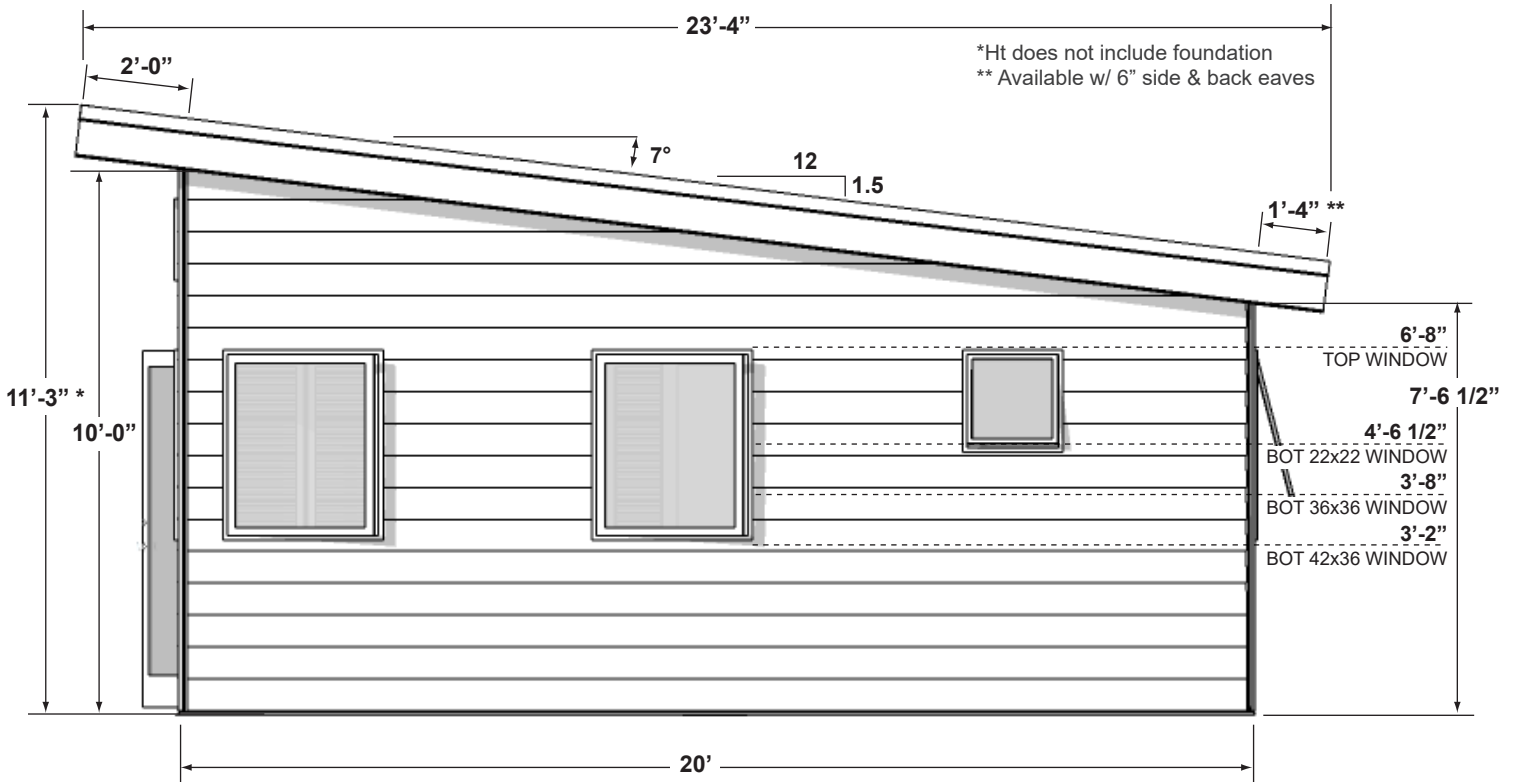 23’-4”
*Ht does not include foundation
** Available w/ 6” side & back eaves
2’-0”
7°
12
1.5
1’-4” **
6’-8”
TOP WINDOW
11’-3” *
7’-6 1/2”
10’-0”
4’-6 1/2”
BOT 22x22 WINDOW
3’-8”
BOT 36x36 WINDOW
3’-2”
BOT 42x36 WINDOW
20’